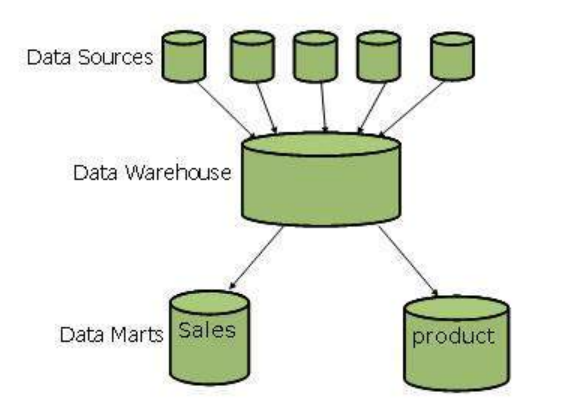 Data Sources
Data Warehouse
Data Marts
Sales
product